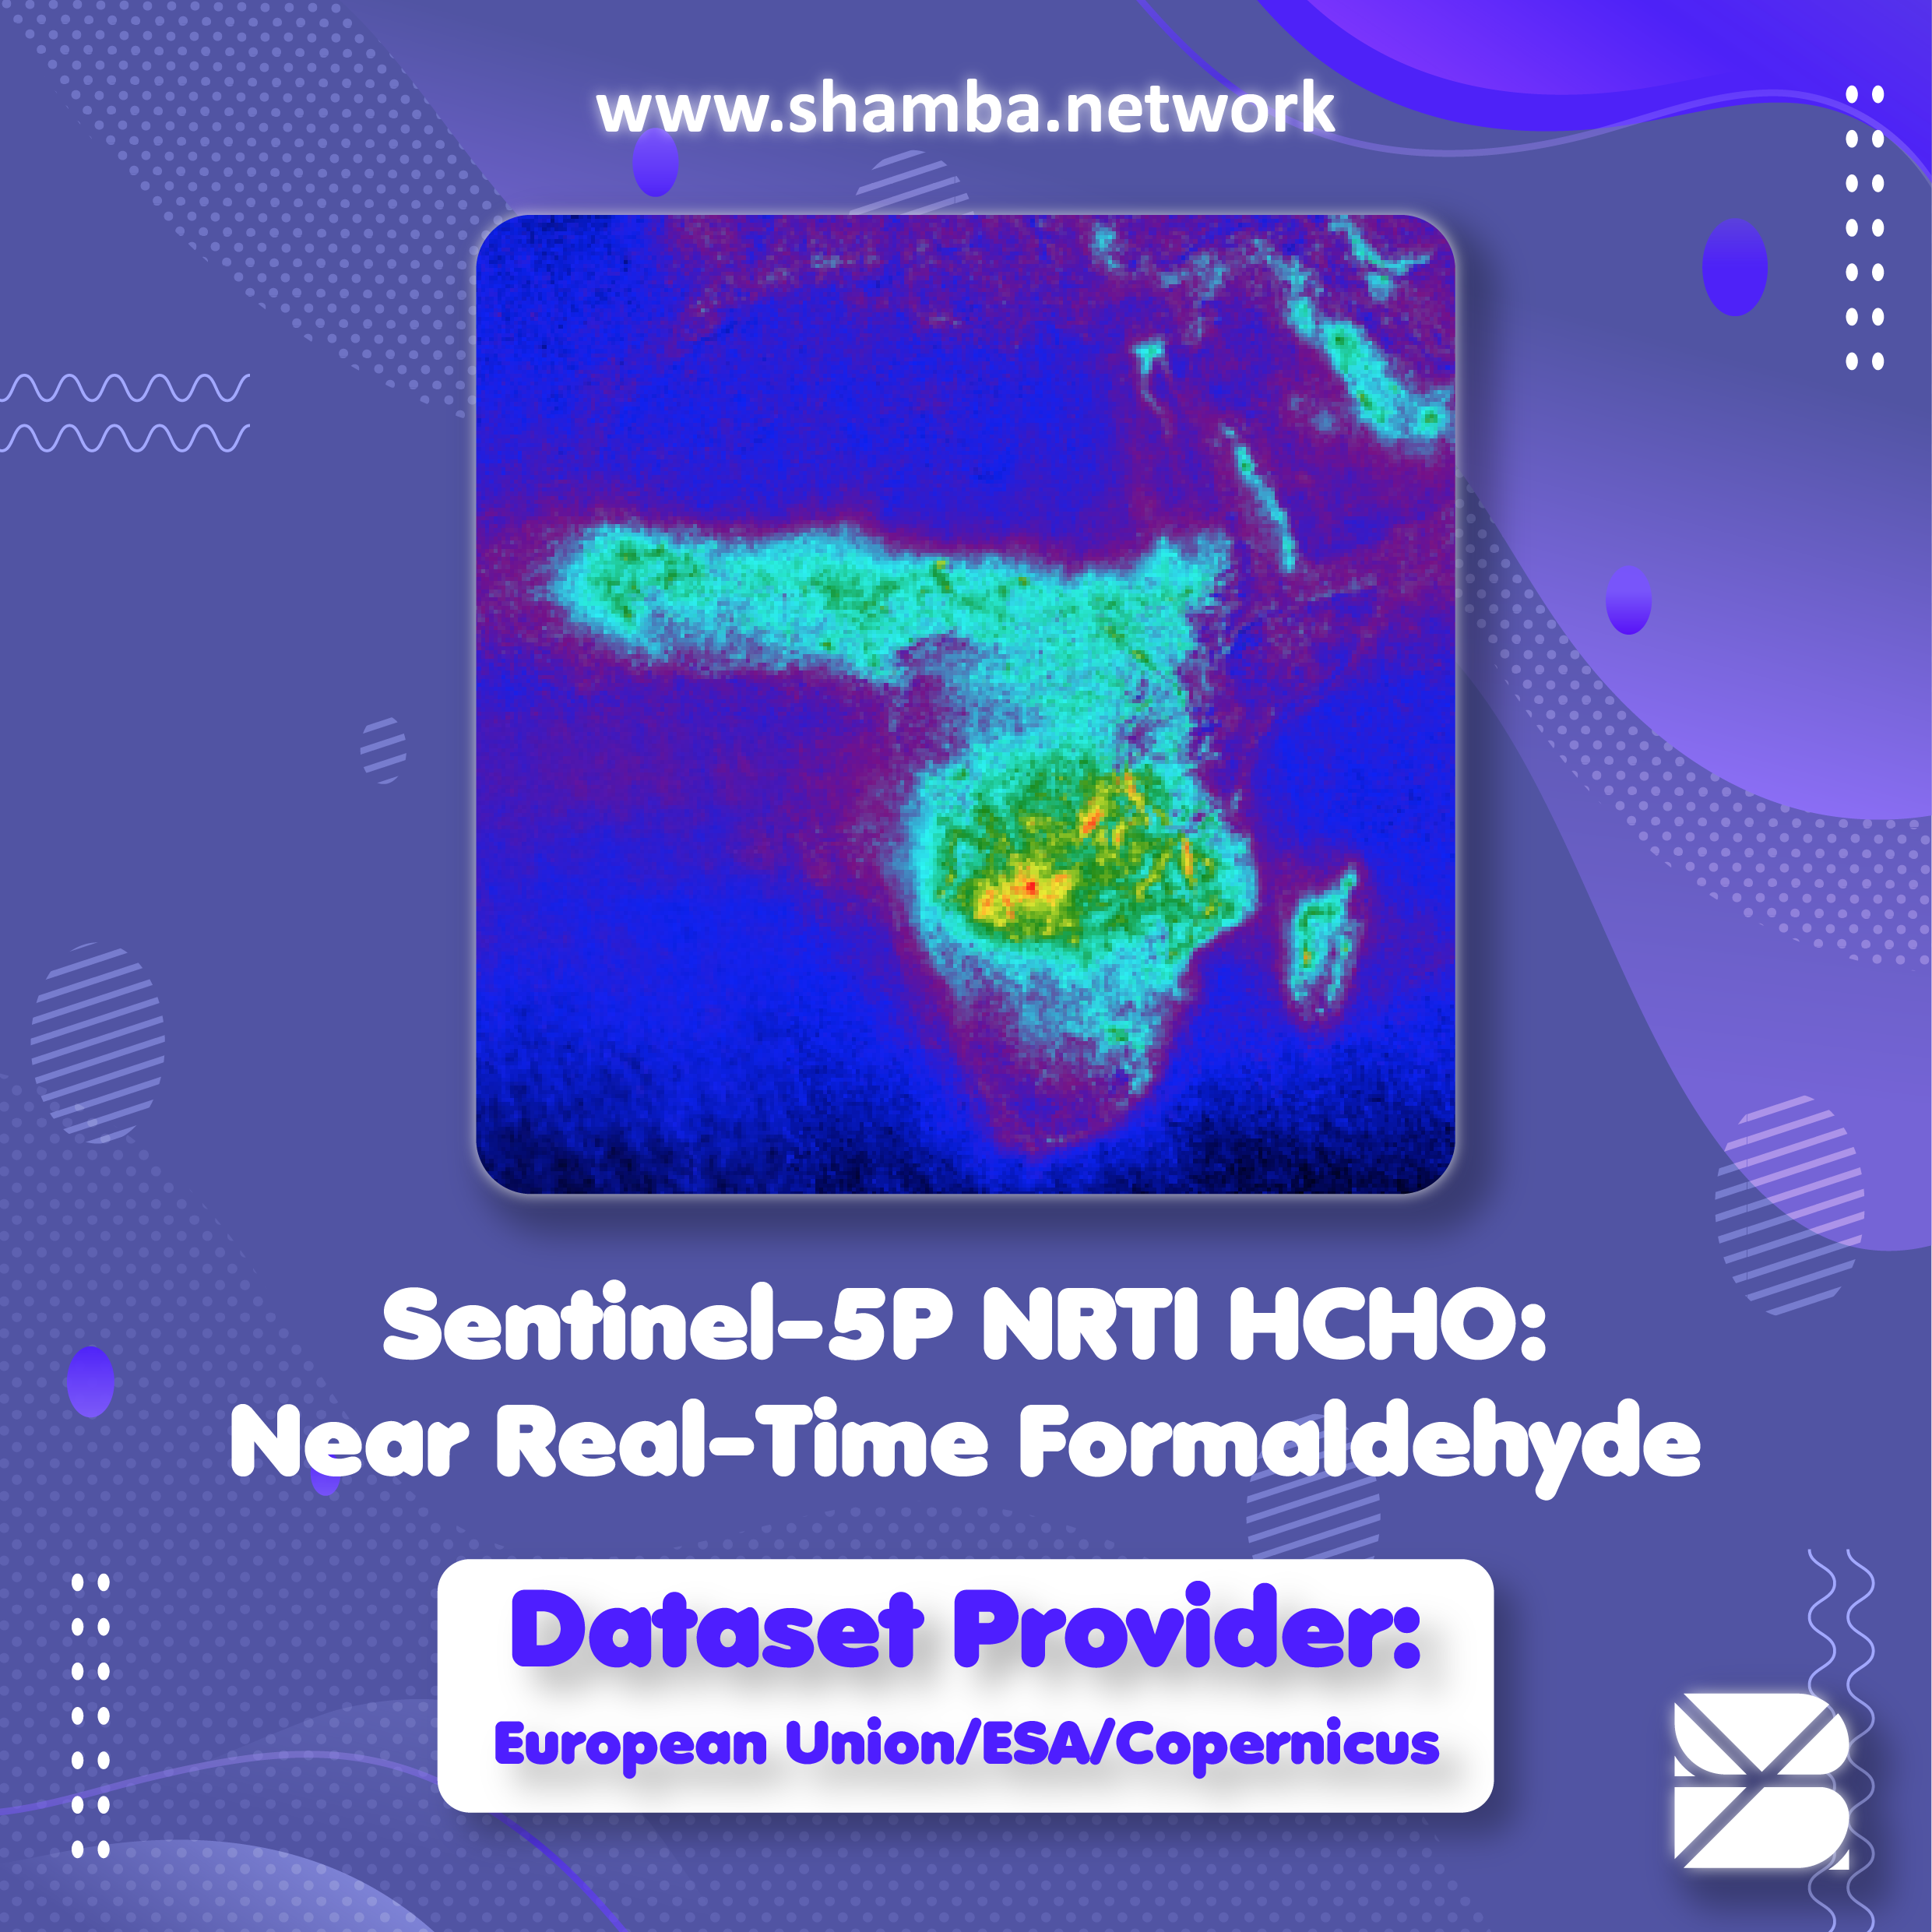 www.shamba.network
Sentinel-5P NRTI HCHO:
Near Real-Time Formaldehyde
Dataset Provider:
European Union/ESA/Copernicus